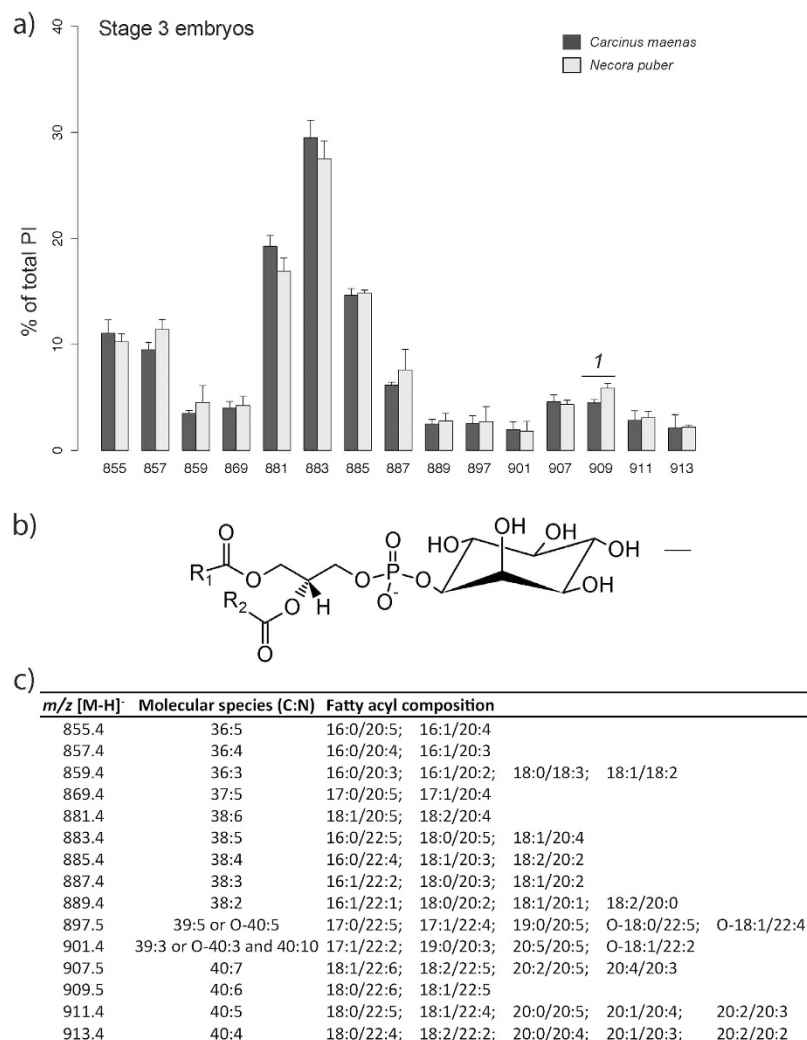 a)
Stage 3 embryos
Carcinus maenas
Necora puber
% of total PI
40
30
20
10
0
1
855 857 859 869 881 883 885 887 889 897 901 907 909 911 913
b)
O
R1 O O P O
O O-
R2 O H
O
HO OH OH OH OH
c)
m/z [M-H]- Molecular species (C:N) Fatty acyl composition
855.4 36:5 16:0/20:5; 16:1/20:4
857.4 36:4 16:0/20:4; 16:1/20:3
859.4 36:3 16:0/20:3; 16:1/20:2; 18:0/18:3; 18:1/18:2
869.4 37:5 17:0/20:5; 17:1/20:4
881.4 38:6 18:1/20:5; 18:2/20:4
883.4 38:5 16:0/22:5; 18:0/20:5; 18:1/20:4
885.4 38:4 16:0/22:4; 18:1/20:3; 18:2/20:2
887.4 38:3 16:1/22:2; 18:0/20:3; 18:1/20:2
889.4 38:2 16:1/22:1; 18:0/20:2; 18:1/20:1; 18:2/20:0
897.5 39:5 or O-40:5 17:0/22:5; 17:1/22:4; 19:0/20:5; O-18:0/22:5; O-18:1/22:4
901.4 39:3 or O-40:3 and 40:10 17:1/22:2; 19:0/20:3; 20:5/20:5; O-18:1/22:2
907.5 40:7 18:1/22:6; 18:2/22:5; 20:2/20:5; 20:4/20:3
909.5 40:6 18:0/22:6; 18:1/22:5
911.4 40:5 18:0/22:5; 18:1/22:4; 20:0/20:5; 20:1/20:4; 20:2/20:3
913.4 40:4 18:0/22:4; 18:2/22:2; 20:0/20:4; 20:1/20:3; 20:2/20:2